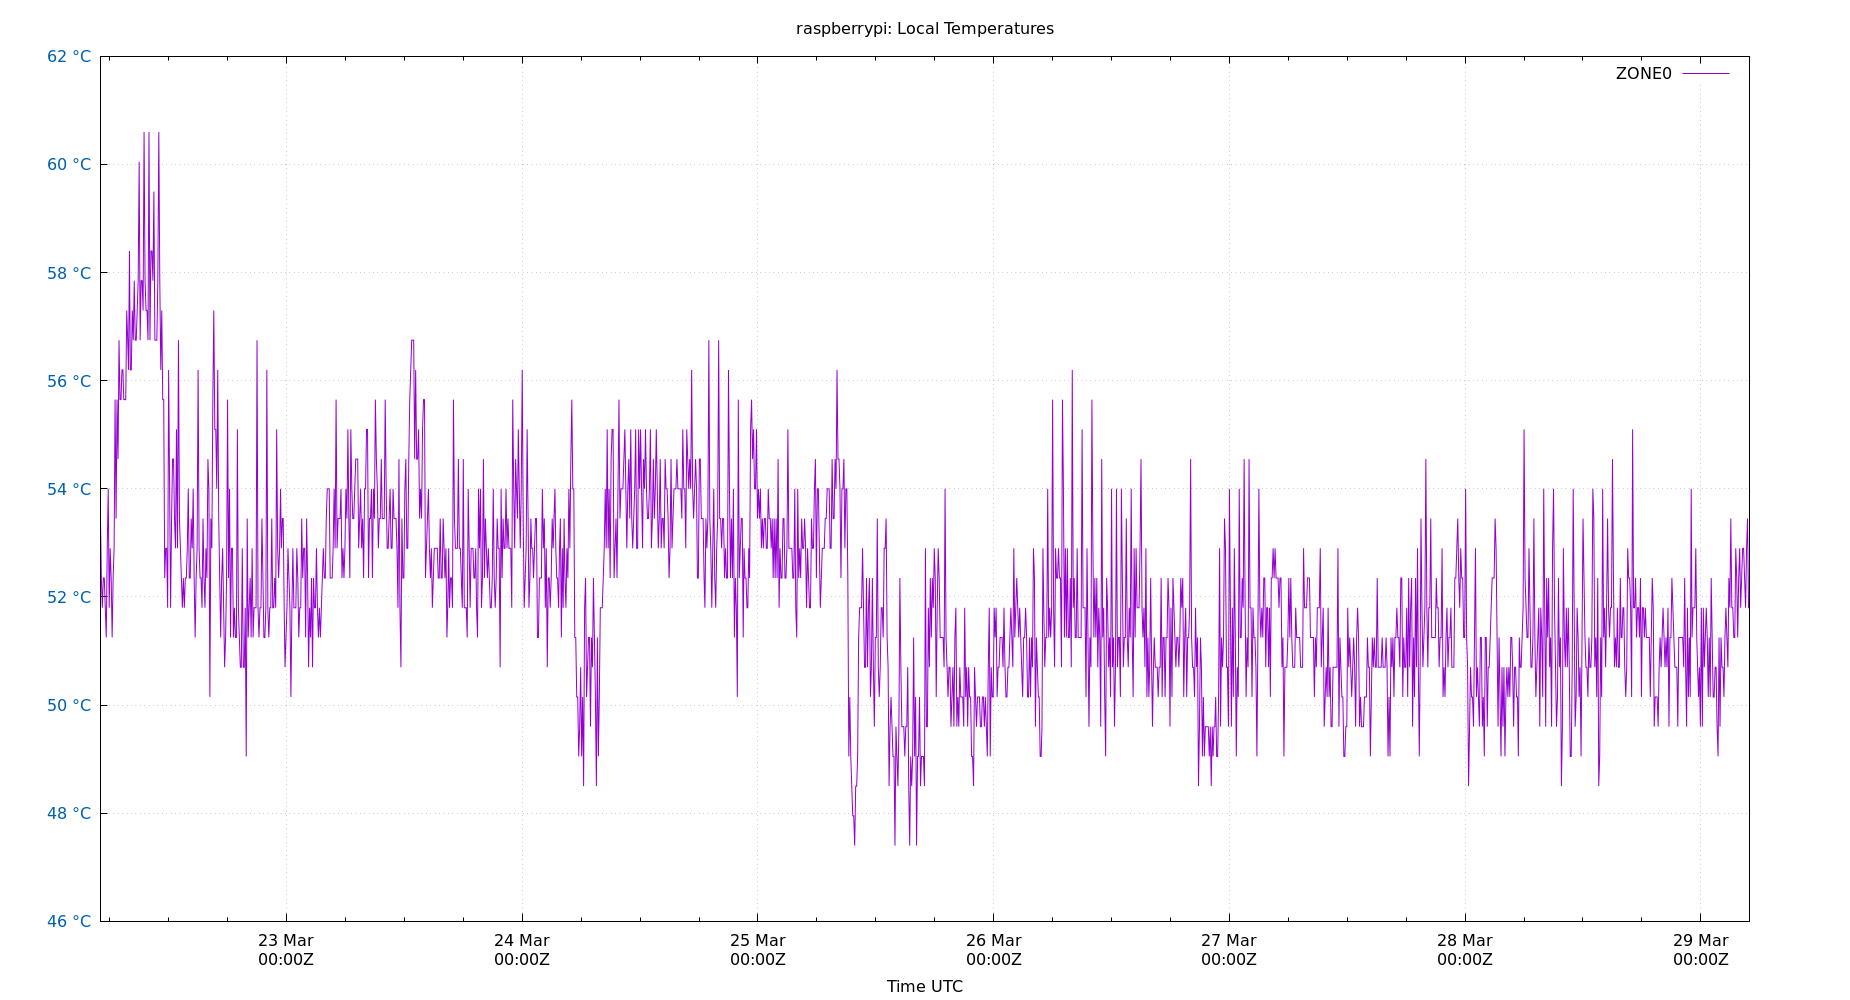 raspberrypi: Local Temperatures
62 °C
ZONE0
60 °C
58 °C
56 °C
54 °C
52 °C
50 °C
48 °C
46 °C
23 Mar 24 Mar 25 Mar 26 Mar 27 Mar 28 Mar 29 Mar
00:00Z 00:00Z 00:00Z 00:00Z 00:00Z 00:00Z 00:00Z
Time UTC